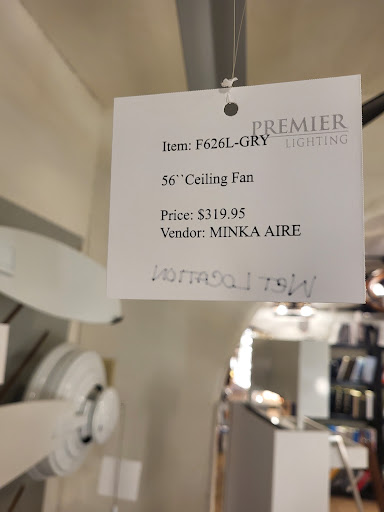 PREMIER
LIGHTING
Item: F626L-GRY
56``Ceiling Fan
Price: $319.95
Vendor: MINKA AIRE
WET LOCATION